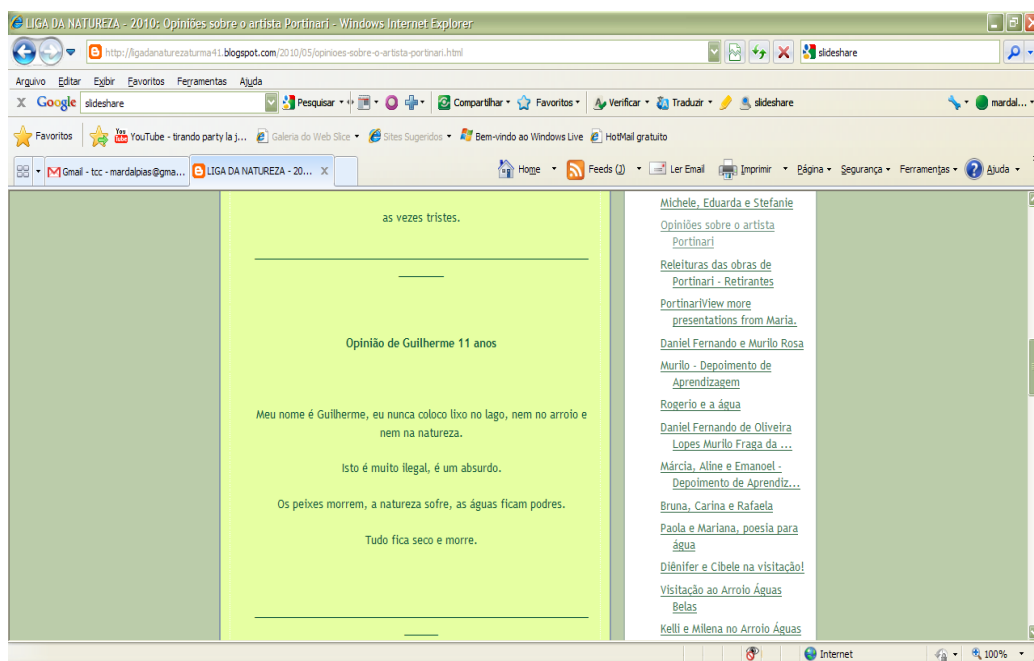 LIGA DA NATUREZA - 2010: Opiniões sobre o artista Portinari - Windows Internet Explorer
http://ligadanaturezaturma41.blogspot.com/2010/05/opinioes-sobre-o-artista-portinari.html
slideshare
Arquivo Editar Exibir Favoritos Ferramentas Ajuda
X Google slideshare Pesquisar Compartilhar Favoritos Verificar Traduzir slideshare mardal...
Favoritos YouTube - tirando party la j... Galeria do Web Slice Sites Sugeridos Bem-vindo ao Windows Live HotMail gratuito
Gmail - tcc - mardalpias@gma... LIGA DA NATUREZA - 20... X Home Feeds (J) Ler Email Imprimir Página Segurança Ferramentas Ajuda
as vezes tristes.
Opinião de Guilherme 11 anos
Meu nome é Guilherme, eu nunca coloco lixo no lago, nem no arroio e
nem na natureza.
Isto é muito ilegal, é um absurdo.
Os peixes morrem, a natureza sofre, as águas ficam podres.
Tudo fica seco e morre.
Michele, Eduarda e Stefanie
Opiniões sobre o artista
Portinari
Releituras das obras de
Portinari - Retirantes
PortinariView more
presentations from Maria.
Daniel Fernando e Murilo Rosa
Murilo - Depoimento de
Aprendizagem
Rogerio e a água
Daniel Fernando de Oliveira
Lopes Murilo Fraga da ...
Márcia, Aline e Emanoel -
Depoimento de Aprendiz...
Bruna, Carina e Rafaela
Paola e Mariana, poesia para
água
Diênifer e Cibele na visitação!
Visitação ao Arroio Águas
Belas
Kelli e Milena no Arroio Águas
Internet 100%